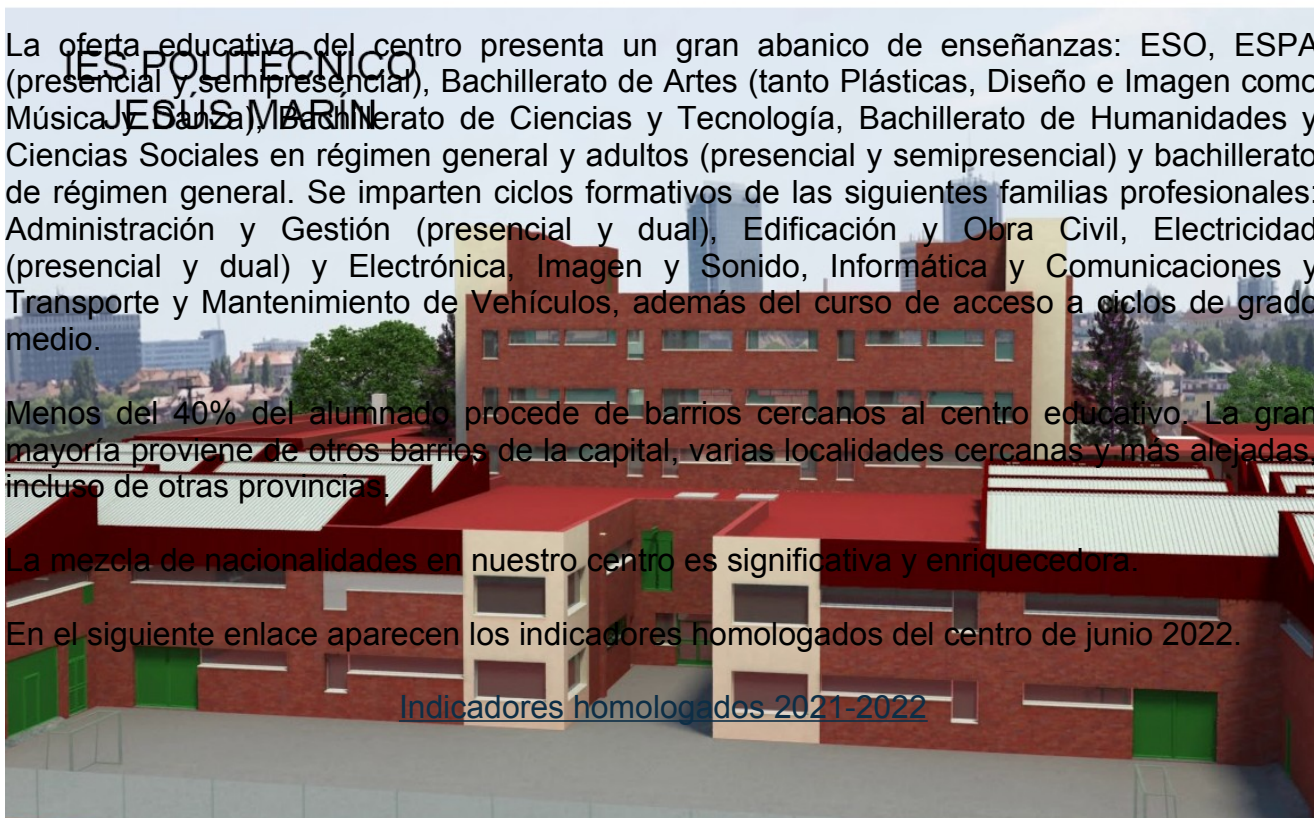 IES POLITÉCNICO
JESÚS MARÍN
La oferta educativa del centro presenta un gran abanico de enseñanzas: ESO, ESPA
(presencial y semipresencial), Bachillerato de Artes (tanto Plásticas, Diseño e Imagen como
Música y Danza), Bachillerato de Ciencias y Tecnología, Bachillerato de Humanidades y
Ciencias Sociales en régimen general y adultos (presencial y semipresencial) y bachillerato
de régimen general. Se imparten ciclos formativos de las siguientes familias profesionales:
Administración y Gestión (presencial y dual), Edificación y Obra Civil, Electricidad
(presencial y dual) y Electrónica, Imagen y Sonido, Informática y Comunicaciones y
Transporte y Mantenimiento de Vehículos, además del curso de acceso a ciclos de grado
medio.
Menos del 40% del alumnado procede de barrios cercanos al centro educativo. La gran
mayoría proviene de otros barrios de la capital, varias localidades cercanas y más alejadas,
incluso de otras provincias.
La mezcla de nacionalidades en nuestro centro es significativa y enriquecedora.
En el siguiente enlace aparecen los indicadores homologados del centro de junio 2022.
Indicadores homologados 2021-2022